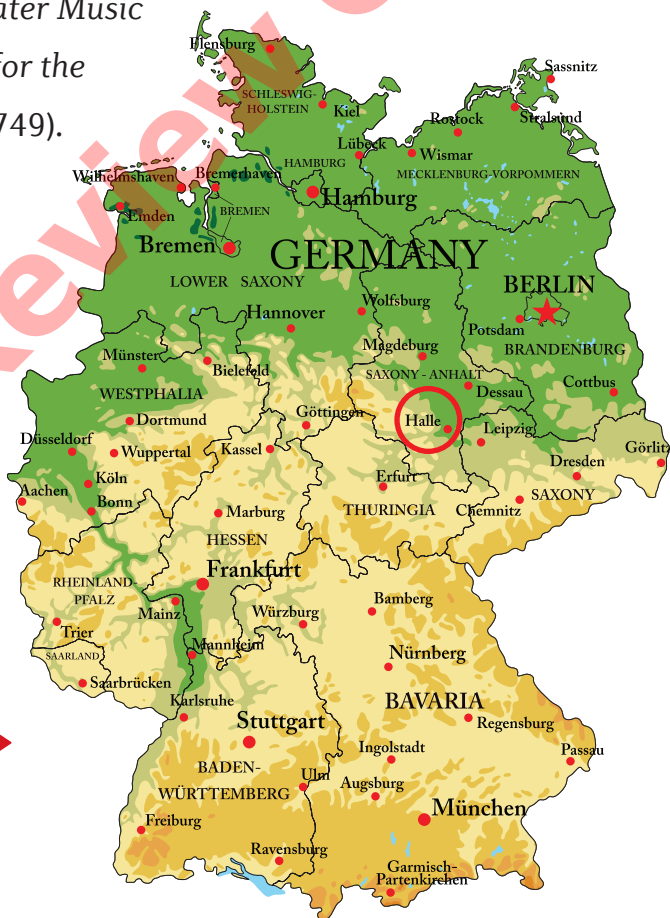 ater Music
for the
749).
Flensburg
Sassnitz
SCHLESWIG-
HOLSTEIN
Kiel
Rostock
Stralsund
Lübeck
Wismar
HAMBURG
MECKLENBURG-VORPOMMERN
Wilhelmshaven
Bremerhaven
Hamburg
Emden
BREMEN
Bremen
GERMANY
LOWER SAXONY
BERLIN
Wolfsburg
Hannover
Potsdam
Magdeburg
BRANDENBURG
Münster
Bielefeld
SAXONY - ANHALT
Cottbus
WESTPHALIA
Dessau
Göttingen
Halle
Dortmund
Leipzig
Düsseldorf
Wuppertal
Kassel
Görlitz
Dresden
Köln
Erfurt
Aachen
SAXONY
Bonn
Marburg
THURINGIA
Chemnitz
HESSEN
Frankfurt
RHEINLAND-
PFALZ
Mainz
Würzburg
Bamberg
Trier
Mannheim
Nürnberg
SAARLAND
Saarbrücken
Karlsruhe
BAVARIA
Stuttgart
Regensburg
Ingolstadt
Passau
BADEN-
WÜRTTEMBERG
Ulm
Augsburg
München
Freiburg
Ravensburg
Garmisch-
Partenkirchen